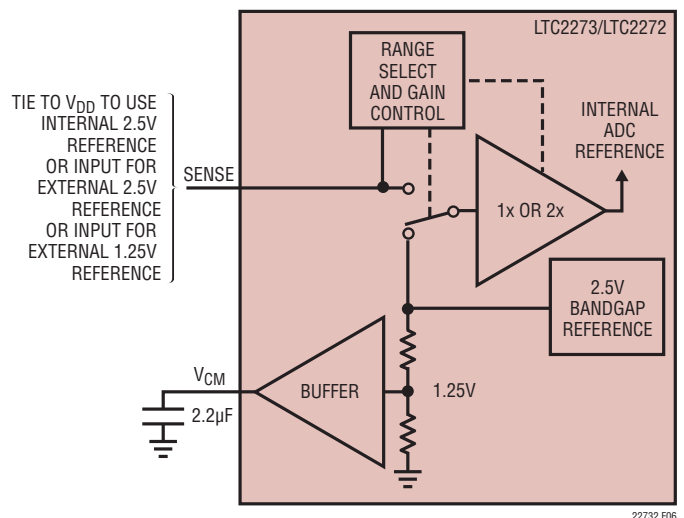 LTC2273/LTC2272
RANGE
SELECT
AND GAIN
CONTROL
TIE TO VDD TO USE
INTERNAL 2.5V
REFERENCE
OR INPUT FOR
EXTERNAL 2.5V
REFERENCE
OR INPUT FOR
EXTERNAL 1.25V
REFERENCE
SENSE
INTERNAL
ADC
REFERENCE
1x OR 2x
2.5V
BANDGAP
REFERENCE
VCM
BUFFER
1.25V
2.2µF
22732 F06